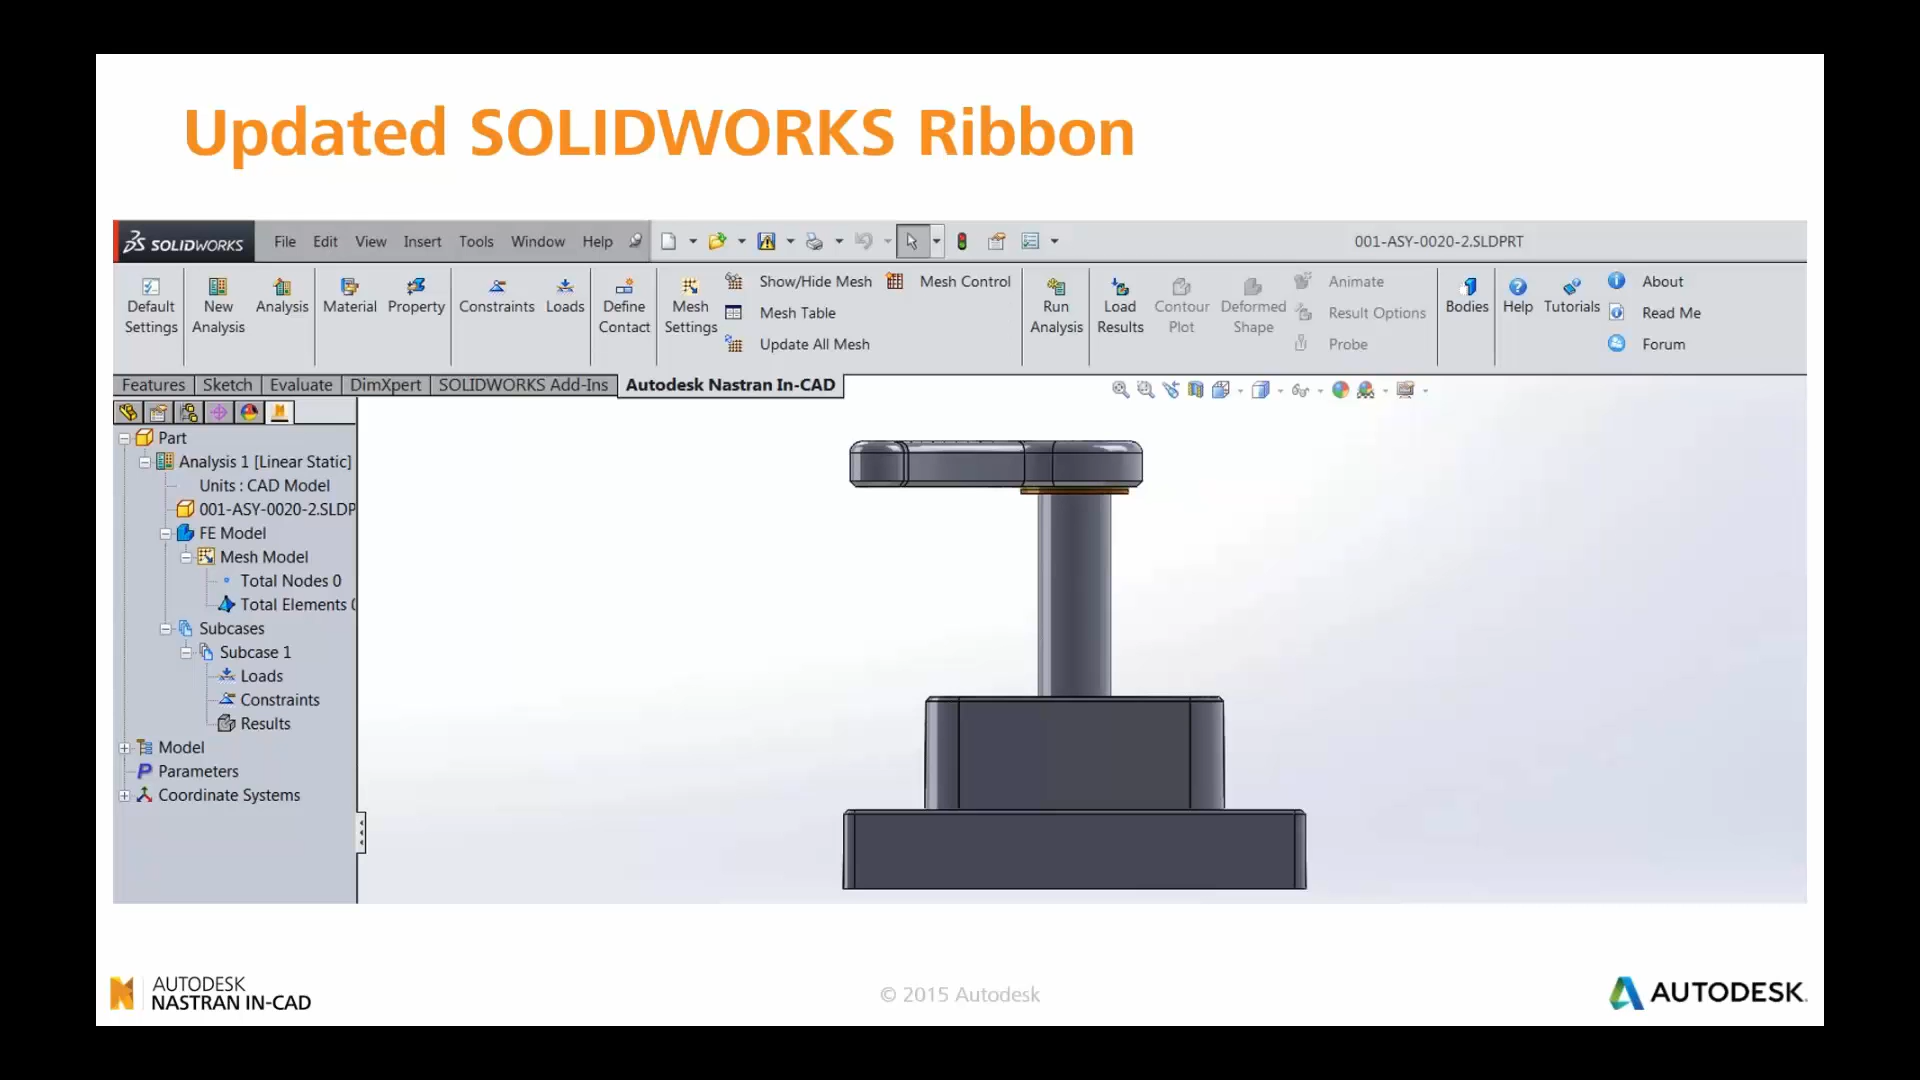 Updated SOLIDWORKS Ribbon
SOLIDWORKS File Edit View Insert Tools Window Help 001-ASY-0020-2.SLDPRT
Default Settings
New Analysis
Analysis
Material
Property
Constraints
Loads
Define Contact
Mesh Settings
Show/Hide Mesh
Mesh Control
Mesh Table
Update All Mesh
Run Analysis
Load Results
Contour Plot
Deformed Shape
Animate
Result Options
Probe
Bodies
Help
Tutorials
About
Read Me
Forum
Features Sketch Evaluate DimXpert SOLIDWORKS Add-Ins Autodesk Nastran In-CAD
Part
Analysis 1 [Linear Static]
Units : CAD Model
001-ASY-0020-2.SLDP
FE Model
Mesh Model
Total Nodes 0
Total Elements 0
Subcases
Subcase 1
Loads
Constraints
Results
Model
Parameters
Coordinate Systems
AUTODESK
NASTRAN IN-CAD
© 2015 Autodesk
AUTODESK.